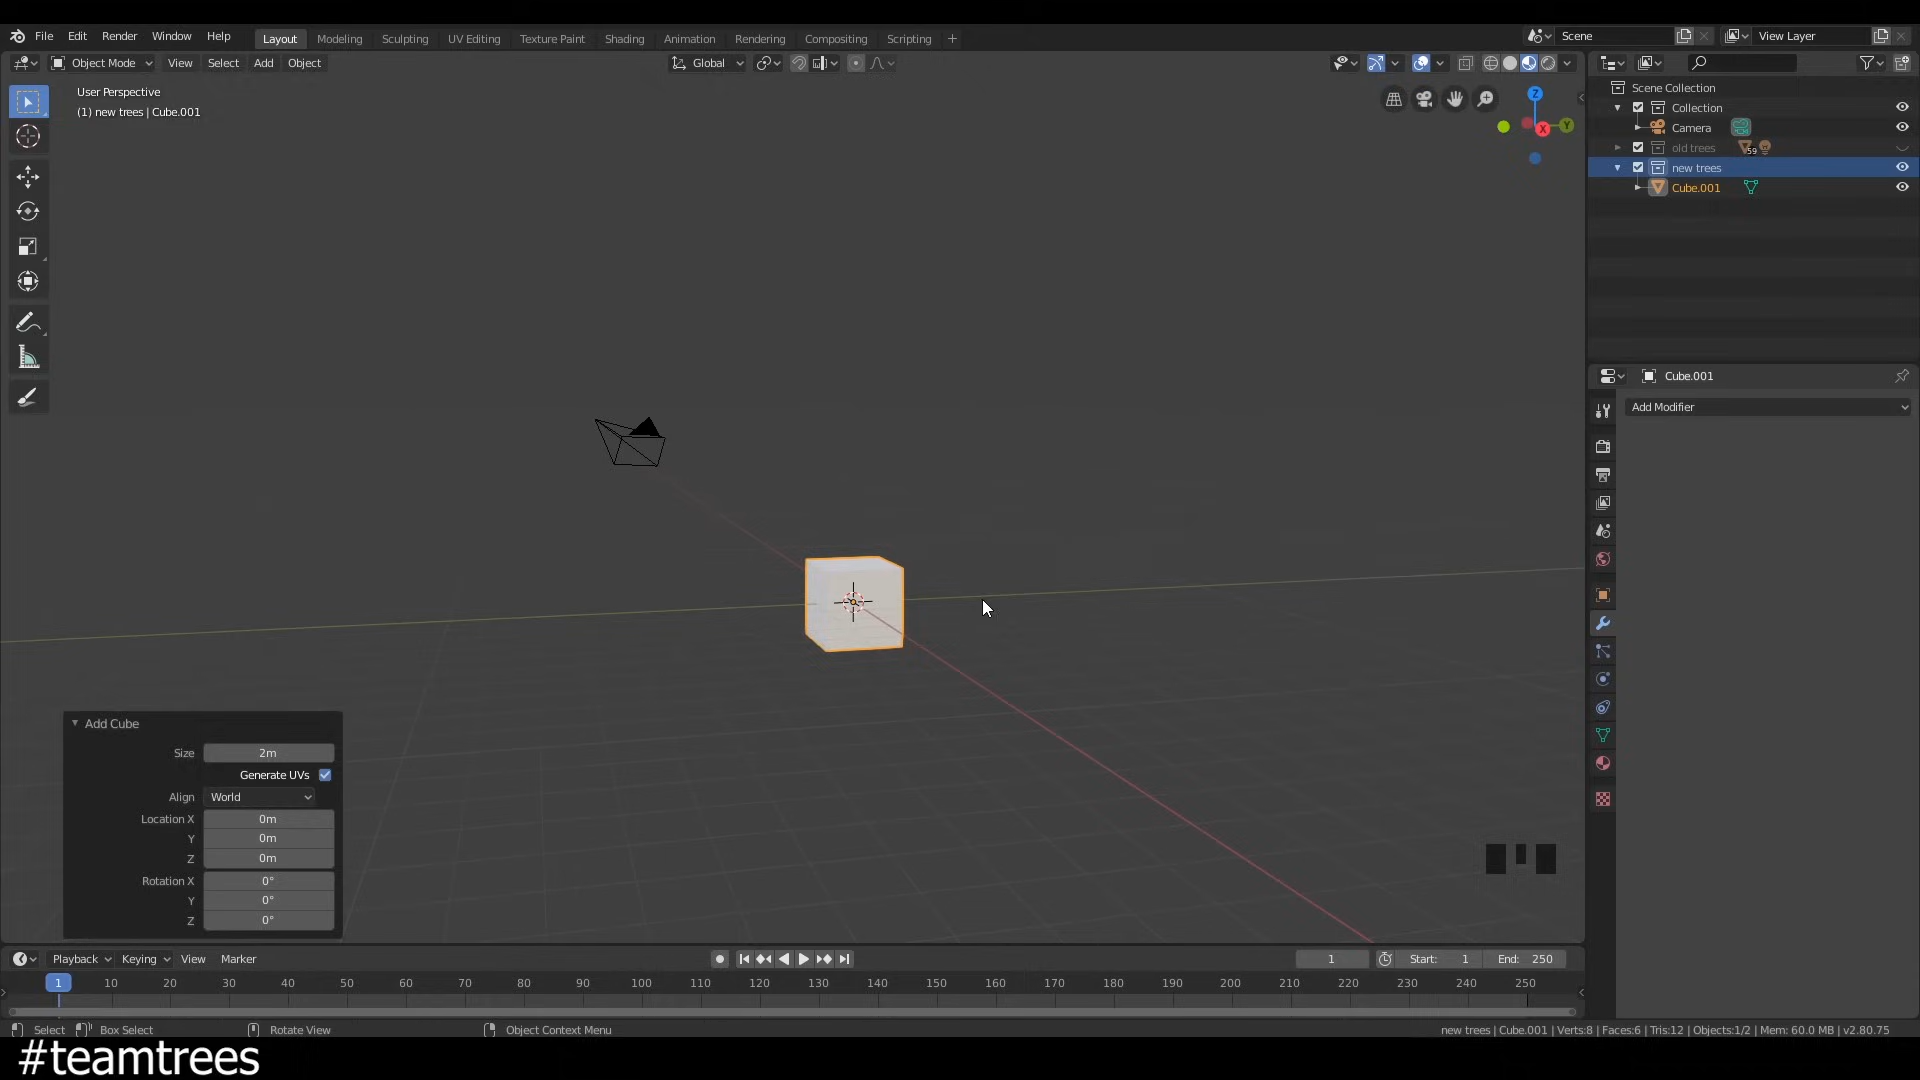 File Edit Render Window Help
Layout Modeling Sculpting UV Editing Texture Paint Shading Animation Rendering Compositing Scripting +
Scene
View Layer
Object Mode View Select Add Object
Global
User Perspective
(1) new trees | Cube.001
Z
X
Y
Scene Collection
Collection
Camera
old trees 59
new trees
Cube.001
Cube.001
Add Modifier
Add Cube
Size 2m
Generate UVs
Align World
Location X 0m
Y 0m
Z 0m
Rotation X 0°
Y 0°
Z 0°
Playback Keying View Marker
1 Start: 1 End: 250
1 10 20 30 40 50 60 70 80 90 100 110 120 130 140 150 160 170 180 190 200 210 220 230 240 250
Select Box Select Rotate View Object Context Menu
new trees | Cube.001 | Verts:8 | Faces:6 | Tris:12 | Objects:1/2 | Mem: 60.0 MB | v2.80.75
#teamtrees